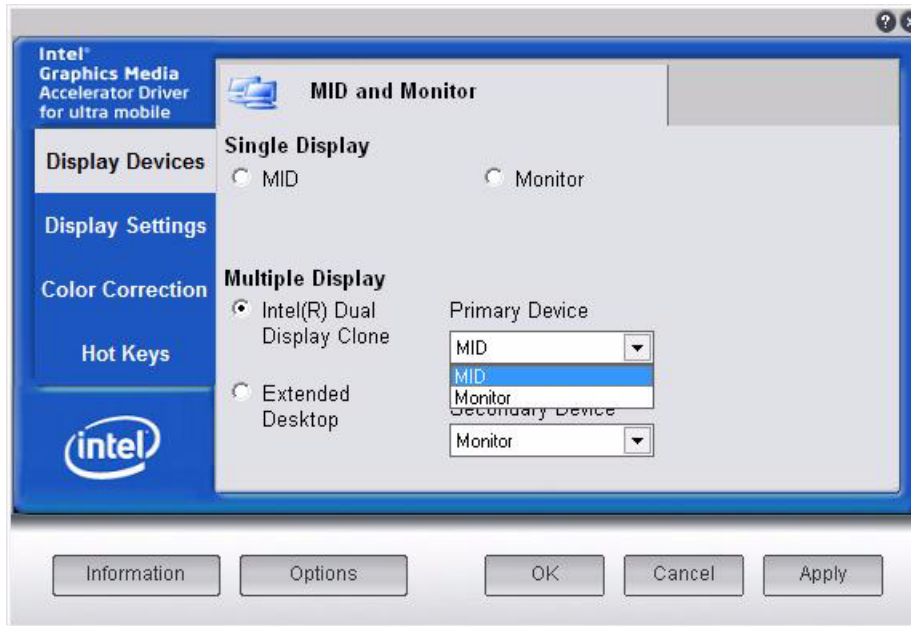 Intel®
Graphics Media
Accelerator Driver
for ultra mobile
MID and Monitor
Display Devices
Display Settings
Color Correction
Hot Keys
intel
Single Display
MID
Monitor
Multiple Display
Intel(R) Dual
Display Clone
Extended
Desktop
Primary Device
MID
MID
Monitor
Secondary Device
Monitor
Information
Options
OK
Cancel
Apply